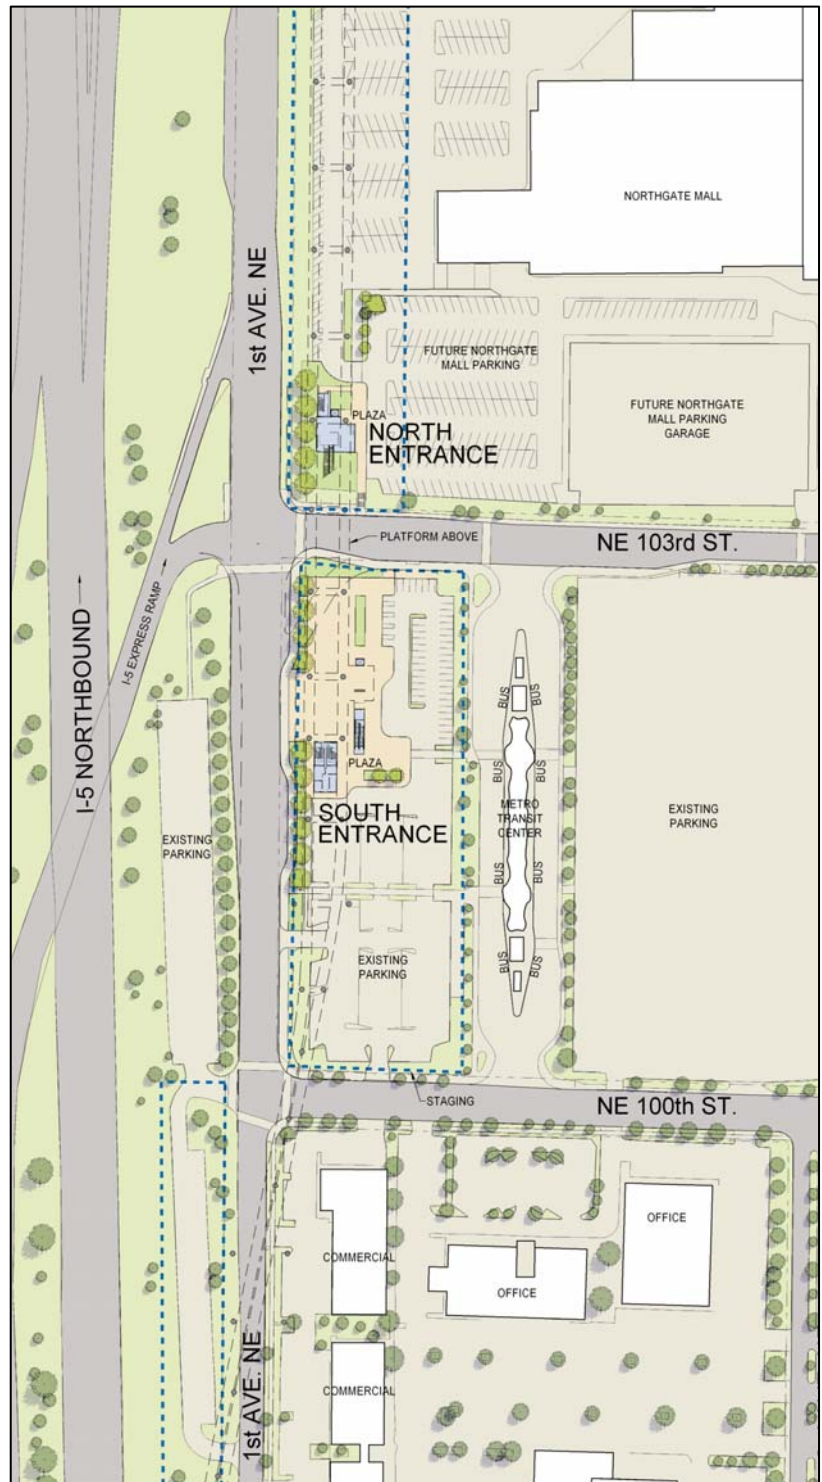 NORTHGATE MALL
1st AVE. NE
FUTURE NORTHGATE
MALL PARKING
FUTURE NORTHGATE
MALL PARKING
GARAGE
PLAZA
NORTH
ENTRANCE
PLATFORM ABOVE
NE 103rd ST.
I-5 EXPRESS RAMP
I-5 NORTHBOUND
BUS
BUS
PLAZA
BUS
BUS
METRO
TRANSIT
CENTER
EXISTING
PARKING
SOUTH
ENTRANCE
EXISTING
PARKING
BUS
BUS
EXISTING
PARKING
BUS
BUS
STAGING
NE 100th ST.
OFFICE
COMMERCIAL
OFFICE
1st AVE. NE
COMMERCIAL